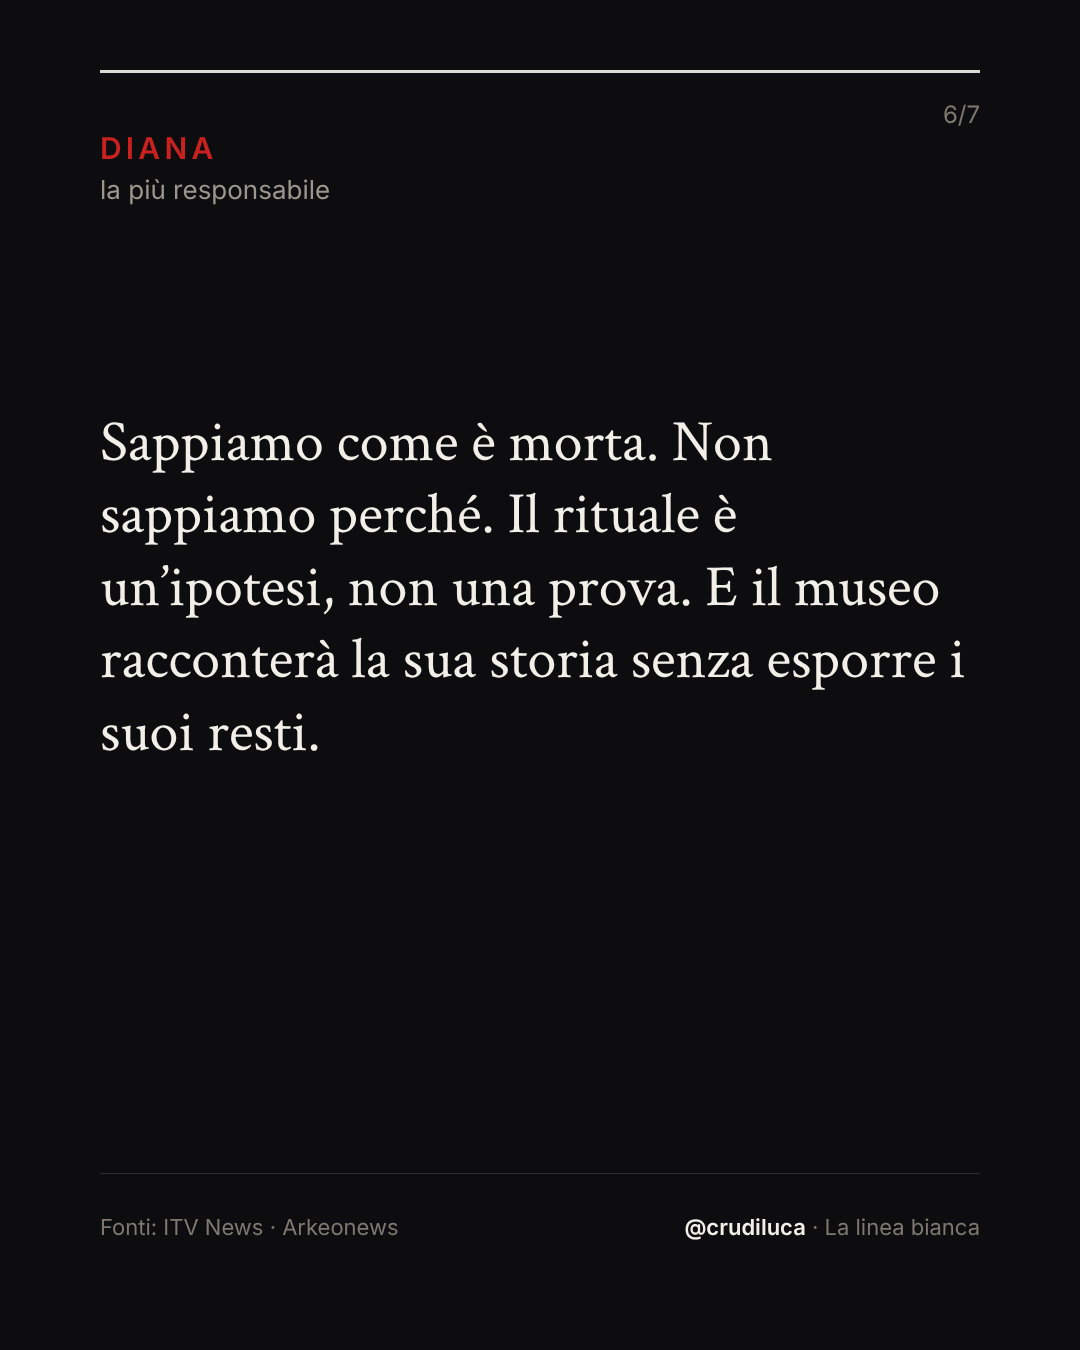 6/7
DIANA
la più responsabile
Sappiamo come è morta. Non
sappiamo perché. Il rituale è
un’ipotesi, non una prova. E il museo
racconterà la sua storia senza esporre i
suoi resti.
Fonti: ITV News · Arkeonews
@crudiluca · La linea bianca